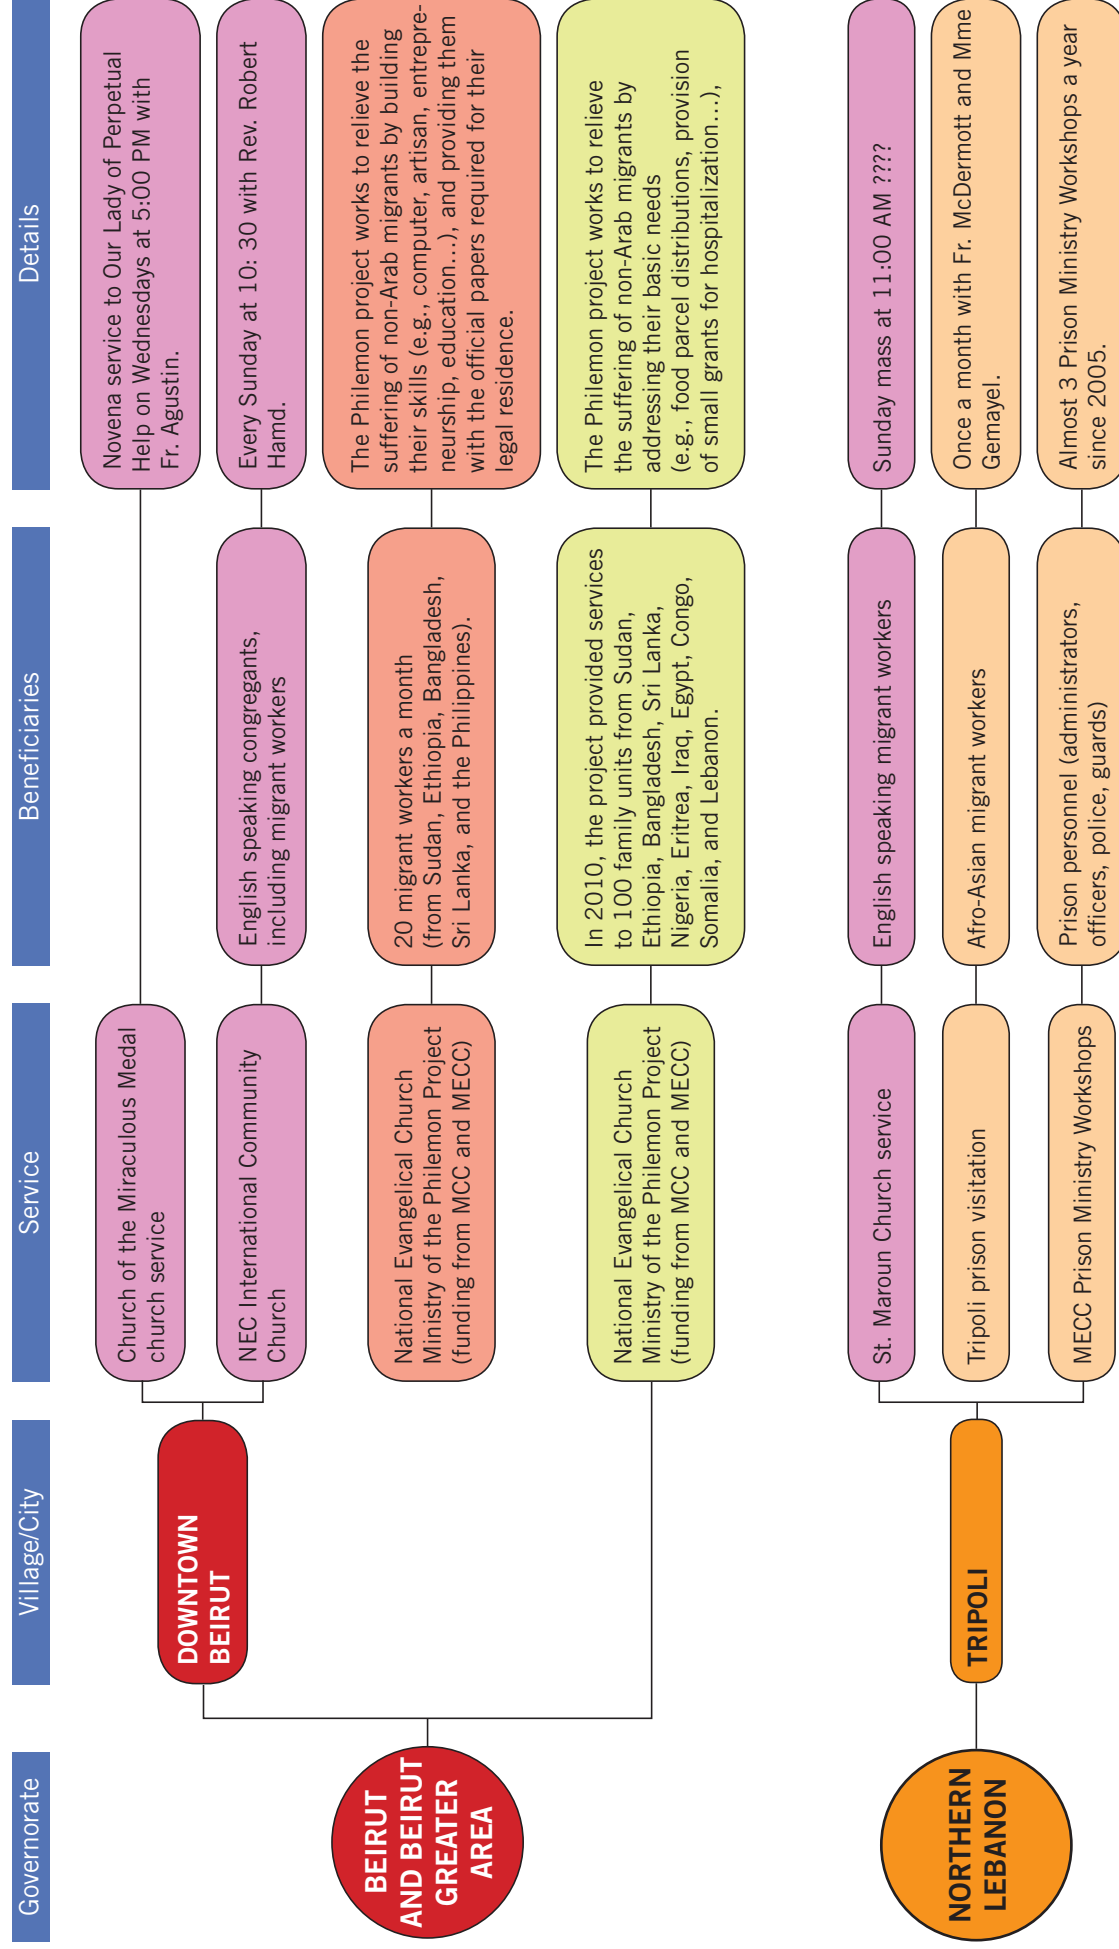 Governorate
Village/City
Service
Beneficiaries
Details
BEIRUT
AND BEIRUT
GREATER
AREA
DOWNTOWN
BEIRUT
Church of the Miraculous Medal
church service
Novena service to Our Lady of Perpetual
Help on Wednesdays at 5:00 PM with
Fr. Agustin.
NEC International Community
Church
English speaking congregants,
including migrant workers
Every Sunday at 10: 30 with Rev. Robert
Hamd.
National Evangelical Church
Ministry of the Philemon Project
(funding from MCC and MECC)
20 migrant workers a month
(from Sudan, Ethiopia, Bangladesh,
Sri Lanka, and the Philippines).
The Philemon project works to relieve the
suffering of non-Arab migrants by building
their skills (e.g., computer, artisan, entrepre-
neurship, education...), and providing them
with the official papers required for their
legal residence.
National Evangelical Church
Ministry of the Philemon Project
(funding from MCC and MECC)
In 2010, the project provided services
to 100 family units from Sudan,
Ethiopia, Bangladesh, Sri Lanka,
Nigeria, Eritrea, Iraq, Egypt, Congo,
Somalia, and Lebanon.
The Philemon project works to relieve
the suffering of non-Arab migrants by
addressing their basic needs
(e.g., food parcel distributions, provision
of small grants for hospitalization...),
NORTHERN
LEBANON
TRIPOLI
St. Maroun Church service
English speaking migrant workers
Sunday mass at 11:00 AM ????
Tripoli prison visitation
Afro-Asian migrant workers
Once a month with Fr. McDermott and Mme
Gemayel.
MECC Prison Ministry Workshops
Prison personnel (administrators,
officers, police, guards)
Almost 3 Prison Ministry Workshops a year
since 2005.